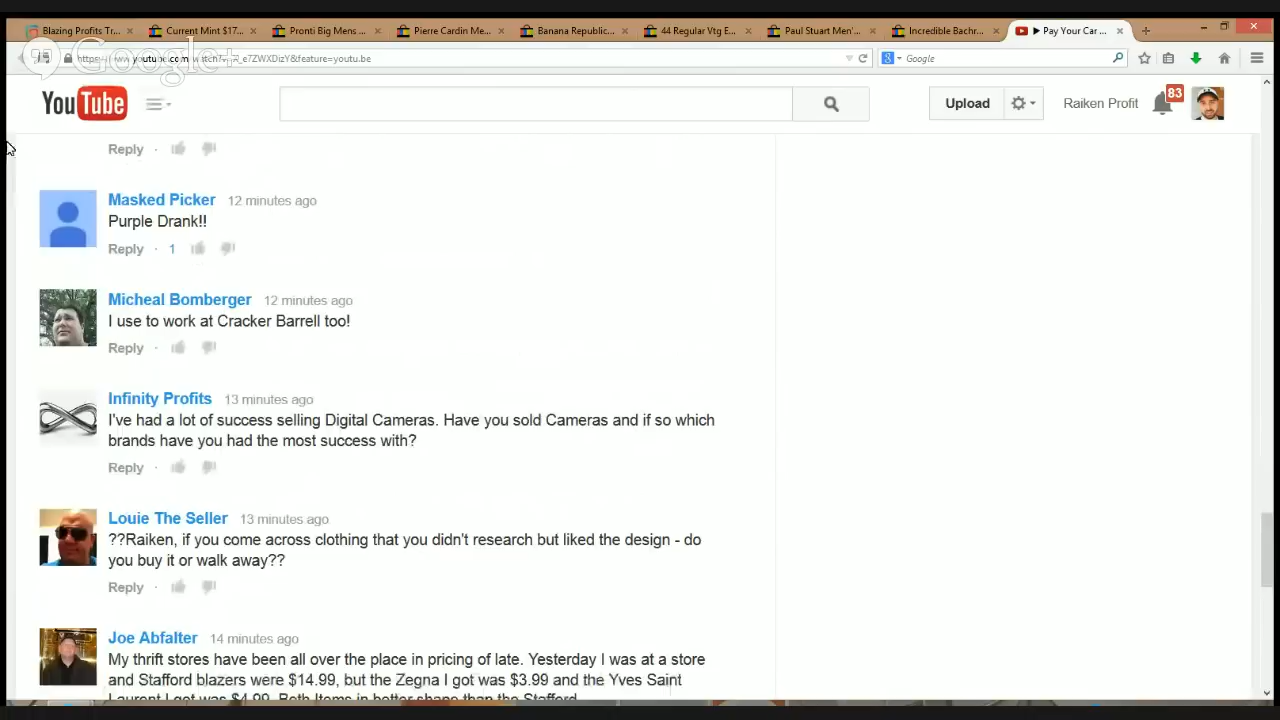 Blazing Profits Tr...
Current Mint $17...
Pronti Big Mens ...
Pierre Cardin Me...
Banana Republic...
44 Regular Vtg E...
Paul Stuart Men'...
Incredible Bachr...
Pay Your Car ...
Google+
youtube.com
_e7ZWXDizY&feature=youtu.be
Google
YouTube
Upload
Raiken Profit
83
Reply
Masked Picker 12 minutes ago
Purple Drank!!
Reply · 1
Micheal Bomberger 12 minutes ago
I use to work at Cracker Barrell too!
Reply ·
Infinity Profits 13 minutes ago
I've had a lot of success selling Digital Cameras. Have you sold Cameras and if so which
brands have you had the most success with?
Reply ·
Louie The Seller 13 minutes ago
??Raiken, if you come across clothing that you didn't research but liked the design - do
you buy it or walk away??
Reply ·
Joe Abfalter 14 minutes ago
My thrift stores have been all over the place in pricing of late. Yesterday I was at a store
and Stafford blazers were $14.99, but the Zegna I got was $3.99 and the Yves Saint
Laurent I got was $4.99. Both Items in better shape than the Stafford.